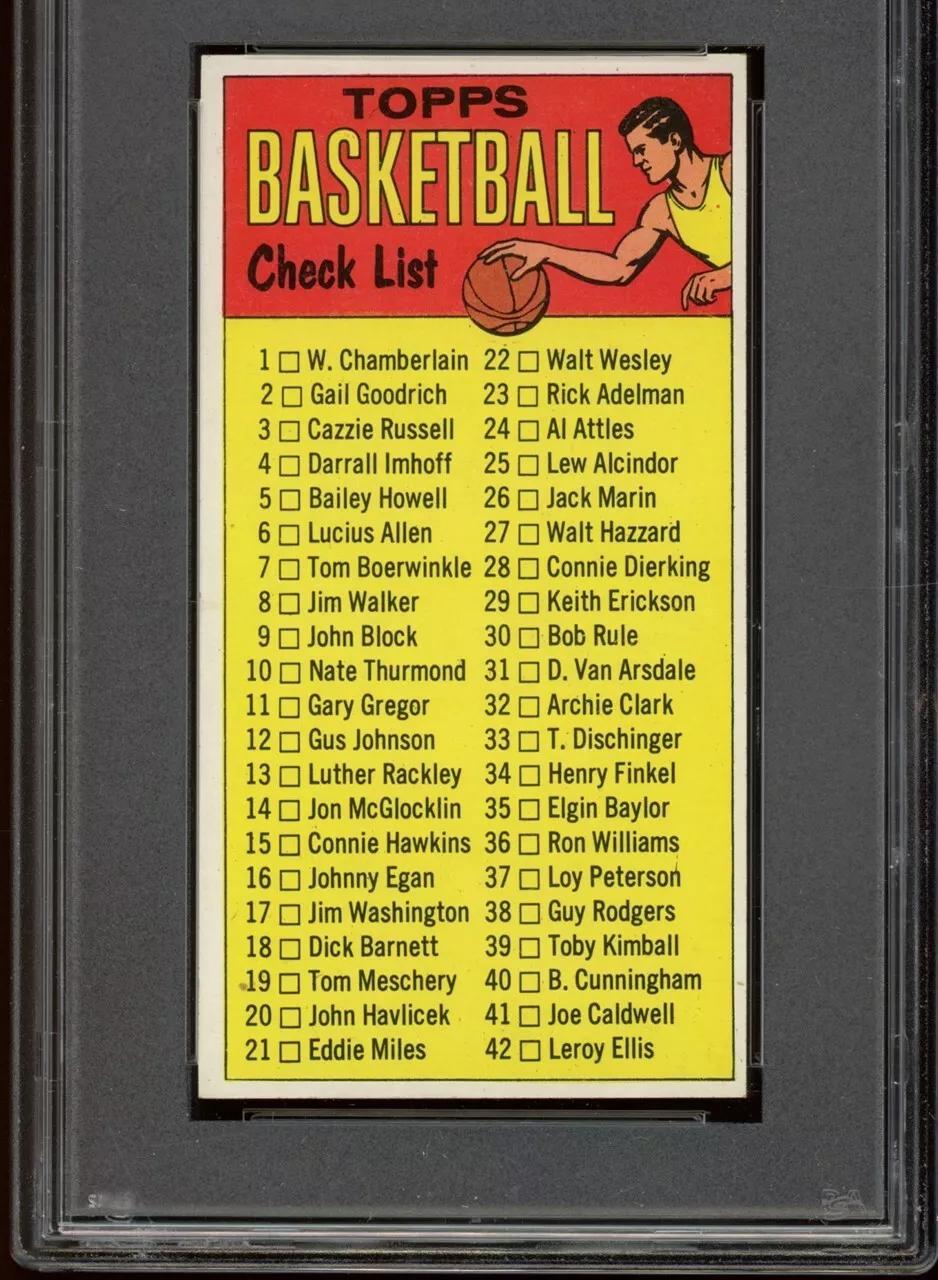 TOPPS
BASKETBALL
Check List
1 □ W. Chamberlain
2 □ Gail Goodrich
3 □ Cazzie Russell
4 □ Darrall Imhoff
5 □ Bailey Howell
6 □ Lucius Allen
7 □ Tom Boerwinkle
8 □ Jim Walker
9 □ John Block
10 □ Nate Thurmond
11 □ Gary Gregor
12 □ Gus Johnson
13 □ Luther Rackley
14 □ Jon McGlocklin
15 □ Connie Hawkins
16 □ Johnny Egan
17 □ Jim Washington
18 □ Dick Barnett
19 □ Tom Meschery
20 □ John Havlicek
21 □ Eddie Miles
22 □ Walt Wesley
23 □ Rick Adelman
24 □ Al Attles
25 □ Lew Alcindor
26 □ Jack Marin
27 □ Walt Hazzard
28 □ Connie Dierking
29 □ Keith Erickson
30 □ Bob Rule
31 □ D. Van Arsdale
32 □ Archie Clark
33 □ T. Dischinger
34 □ Henry Finkel
35 □ Elgin Baylor
36 □ Ron Williams
37 □ Loy Peterson
38 □ Guy Rodgers
39 □ Toby Kimball
40 □ B. Cunningham
41 □ Joe Caldwell
42 □ Leroy Ellis